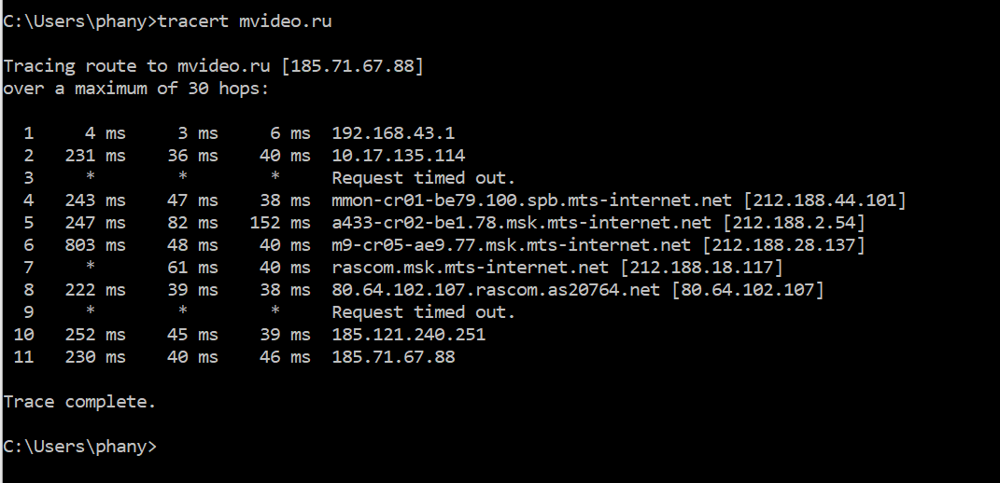 C:\Users\phany>tracert mvideo.ru
Tracing route to mvideo.ru [185.71.67.88]
over a maximum of 30 hops:
1 4 ms 3 ms 6 ms 192.168.43.1
2 231 ms 36 ms 40 ms 10.17.135.114
3 * * * Request timed out.
4 243 ms 47 ms 38 ms mmon-cr01-be79.100.spb.mts-internet.net [212.188.44.101]
5 247 ms 82 ms 152 ms a433-cr02-be1.78.msk.mts-internet.net [212.188.2.54]
6 803 ms 48 ms 40 ms m9-cr05-ae9.77.msk.mts-internet.net [212.188.28.137]
7 * 61 ms 40 ms rascom.msk.mts-internet.net [212.188.18.117]
8 222 ms 39 ms 38 ms 80.64.102.107.rascom.as20764.net [80.64.102.107]
9 * * * Request timed out.
10 252 ms 45 ms 39 ms 185.121.240.251
11 230 ms 40 ms 46 ms 185.71.67.88
Trace complete.
C:\Users\phany>